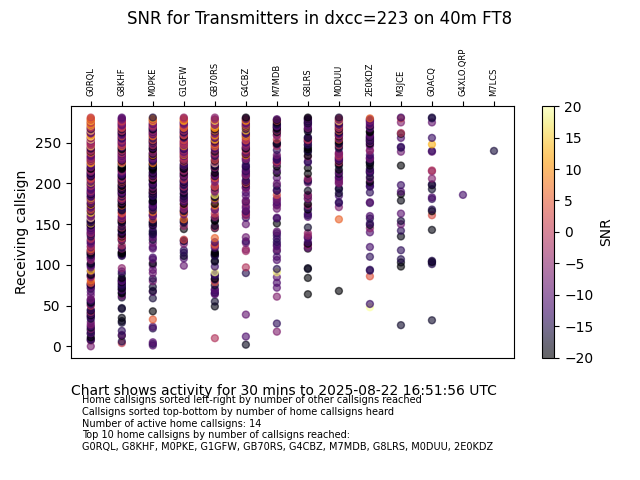 SNR for Transmitters in dxcc=223 on 40m FT8
G0RQL
G8KHF
M0PKE
G1GFW
GB70RS
G4CBZ
M7MDB
G8LRS
M0DUU
2E0KDZ
M3JCE
G0ACQ
G4XLO.QRP
M7LCS
250
200
150
100
50
0
Receiving callsign
20
15
10
5
0
−5
−10
−15
−20
SNR
Chart shows activity for 30 mins to 2025-08-22 16:51:56 UTC
Home callsigns sorted left-right by number of other callsigns reached
Callsigns sorted top-bottom by number of home callsigns heard
Number of active home callsigns: 14
Top 10 home callsigns by number of callsigns reached:
G0RQL, G8KHF, M0PKE, G1GFW, GB70RS, G4CBZ, M7MDB, G8LRS, M0DUU, 2E0KDZ